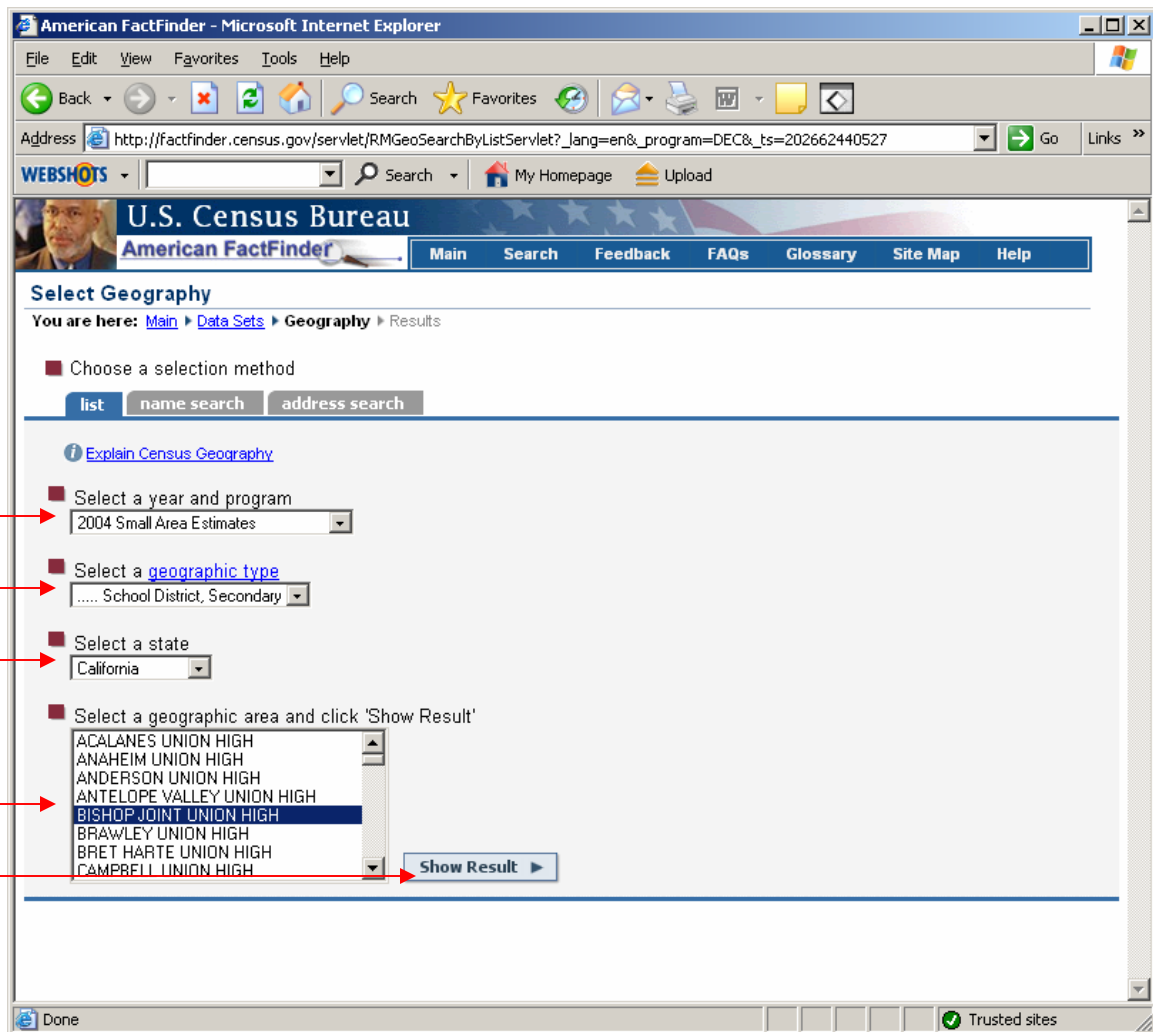 American FactFinder - Microsoft Internet Explorer
File Edit View Favorites Tools Help
Back Search Favorites
Address http://factfinder.census.gov/servlet/RMGeoSearchByListServlet?_lang=en&_program=DEC&_ts=202662440527 Go Links »
WEBSHOTS Search My Homepage Upload
U.S. Census Bureau
American FactFinder Main Search Feedback FAQs Glossary Site Map Help
Select Geography
You are here: Main Data Sets Geography Results
Choose a selection method
list name search address search
Explain Census Geography
Select a year and program
2004 Small Area Estimates
Select a geographic type
..... School District, Secondary
Select a state
California
Select a geographic area and click 'Show Result'
ACALANES UNION HIGH
ANAHEIM UNION HIGH
ANDERSON UNION HIGH
ANTELOPE VALLEY UNION HIGH
BISHOP JOINT UNION HIGH
BRAWLEY UNION HIGH
BRET HARTE UNION HIGH
CAMPBELL UNION HIGH
Show Result
Done Trusted sites